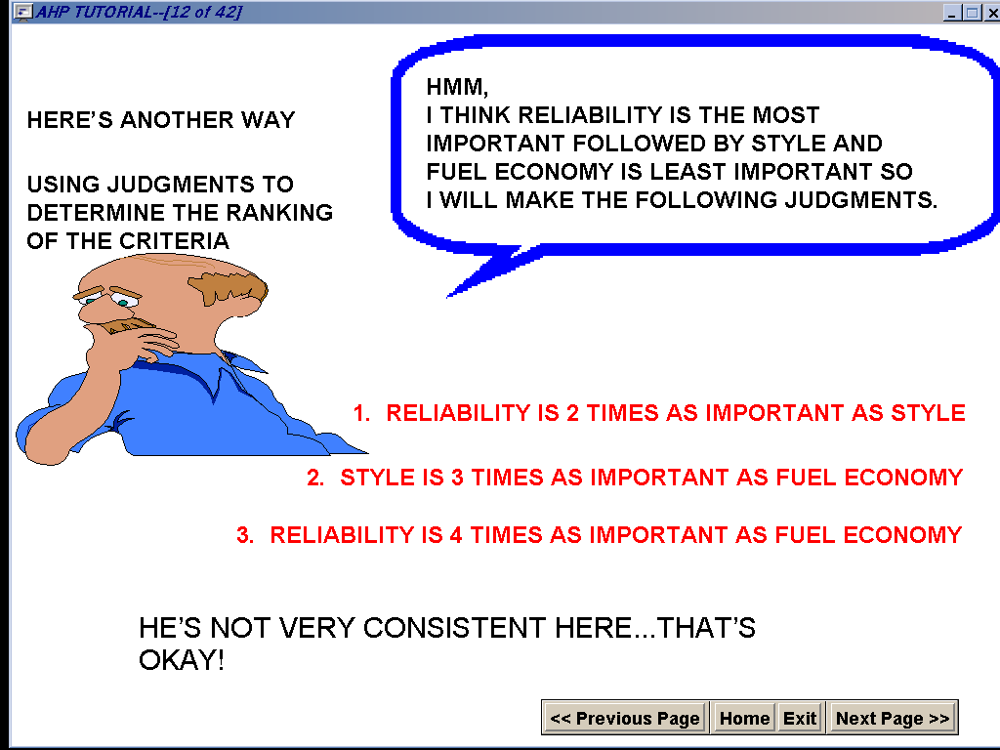 AHP TUTORIAL--[12 of 42]
HERE'S ANOTHER WAY
USING JUDGMENTS TO
DETERMINE THE RANKING
OF THE CRITERIA
HMM,
I THINK RELIABILITY IS THE MOST
IMPORTANT FOLLOWED BY STYLE AND
FUEL ECONOMY IS LEAST IMPORTANT SO
I WILL MAKE THE FOLLOWING JUDGMENTS.
1. RELIABILITY IS 2 TIMES AS IMPORTANT AS STYLE
2. STYLE IS 3 TIMES AS IMPORTANT AS FUEL ECONOMY
3. RELIABILITY IS 4 TIMES AS IMPORTANT AS FUEL ECONOMY
HE'S NOT VERY CONSISTENT HERE...THAT'S
OKAY!
<< Previous Page Home Exit Next Page >>